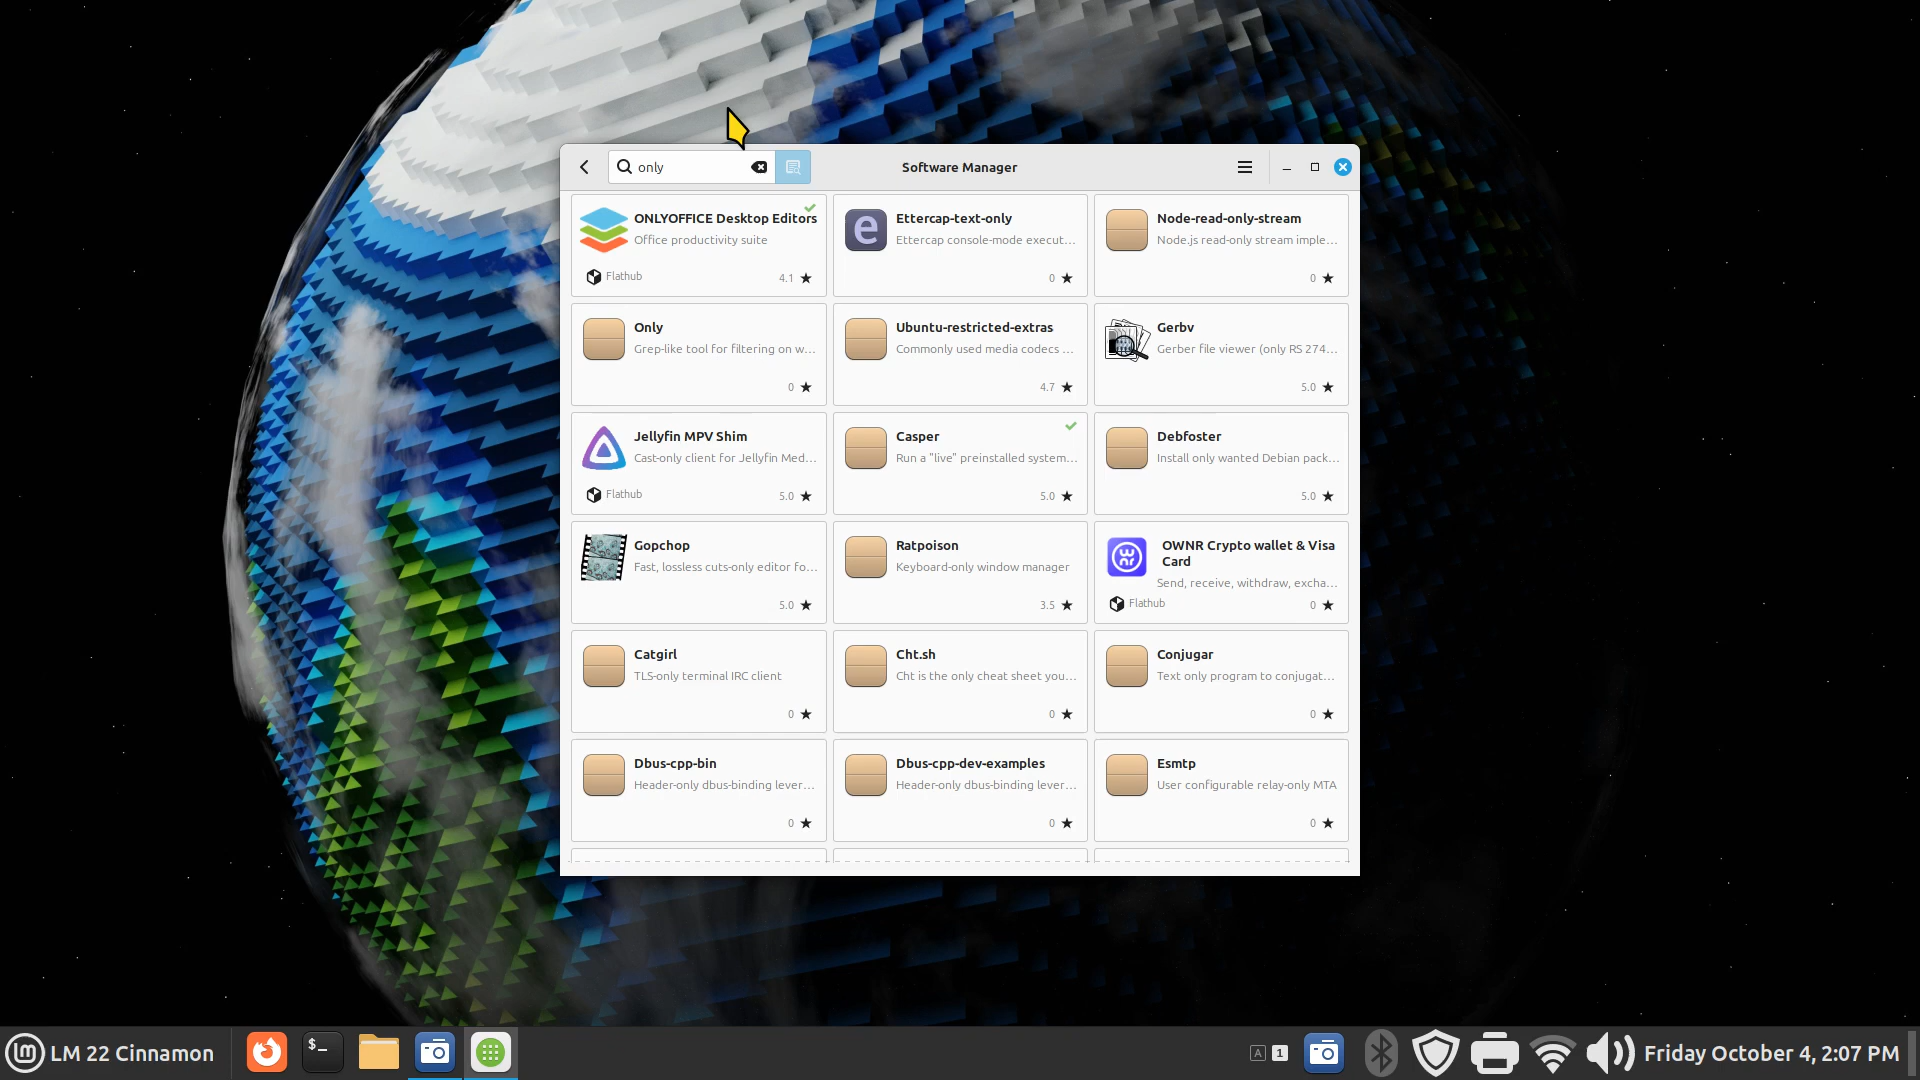 only
Software Manager
ONLYOFFICE Desktop Editors
Office productivity suite
Flathub
4.1
Ettercap-text-only
Ettercap console-mode execut...
0
Node-read-only-stream
Node.js read-only stream imple...
0
Only
Grep-like tool for filtering on w...
0
Ubuntu-restricted-extras
Commonly used media codecs ...
4.7
Gerbv
Gerber file viewer (only RS 274...
5.0
Jellyfin MPV Shim
Cast-only client for Jellyfin Med...
Flathub
5.0
Casper
Run a "live" preinstalled system...
5.0
Debfoster
Install only wanted Debian pack...
5.0
Gopchop
Fast, lossless cuts-only editor fo...
5.0
Ratpoison
Keyboard-only window manager
3.5
OWNR Crypto wallet & Visa
Card
Send, receive, withdraw, excha...
Flathub
0
Catgirl
TLS-only terminal IRC client
0
Cht.sh
Cht is the only cheat sheet you...
0
Conjugar
Text only program to conjugat...
0
Dbus-cpp-bin
Header-only dbus-binding lever...
0
Dbus-cpp-dev-examples
Header-only dbus-binding lever...
0
Esmtp
User configurable relay-only MTA
0
LM 22 Cinnamon
$_
A
1
Friday October 4, 2:07 PM